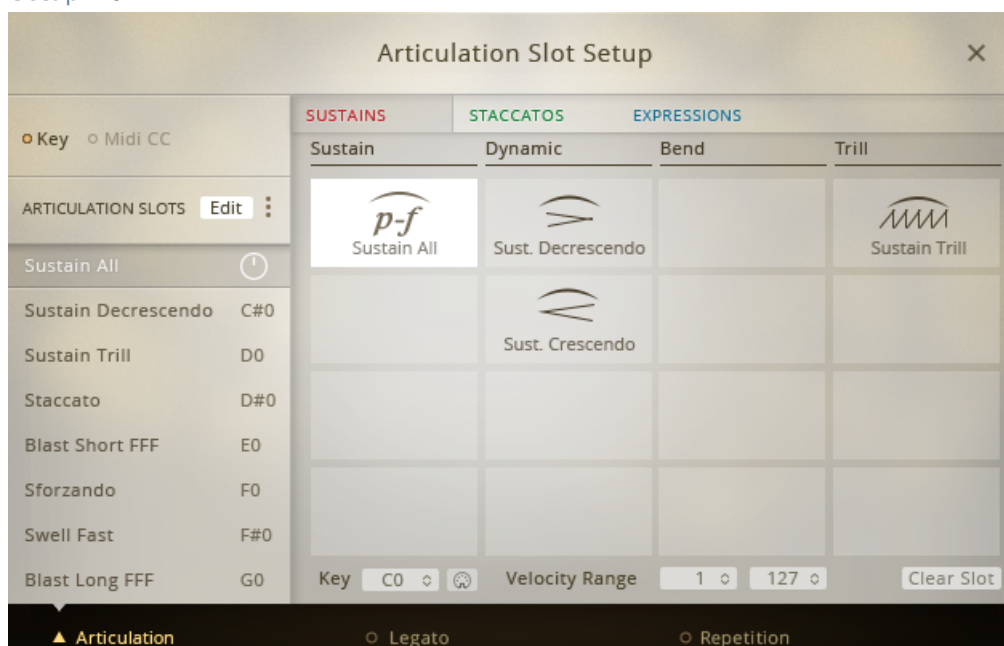 Articulation Slot Setup
Key Midi CC
ARTICULATION SLOTS Edit
Sustain All
Sustain Decrescendo C#0
Sustain Trill D0
Staccato D#0
Blast Short FFF E0
Sforzando F0
Swell Fast F#0
Blast Long FFF G0
SUSTAINS STACCATOS EXPRESSIONS
Sustain Dynamic Bend Trill
p-f
Sustain All Sust. Decrescendo Sustain Trill
Sust. Crescendo
Key C0 Velocity Range 1 127 Clear Slot
Articulation Legato Repetition